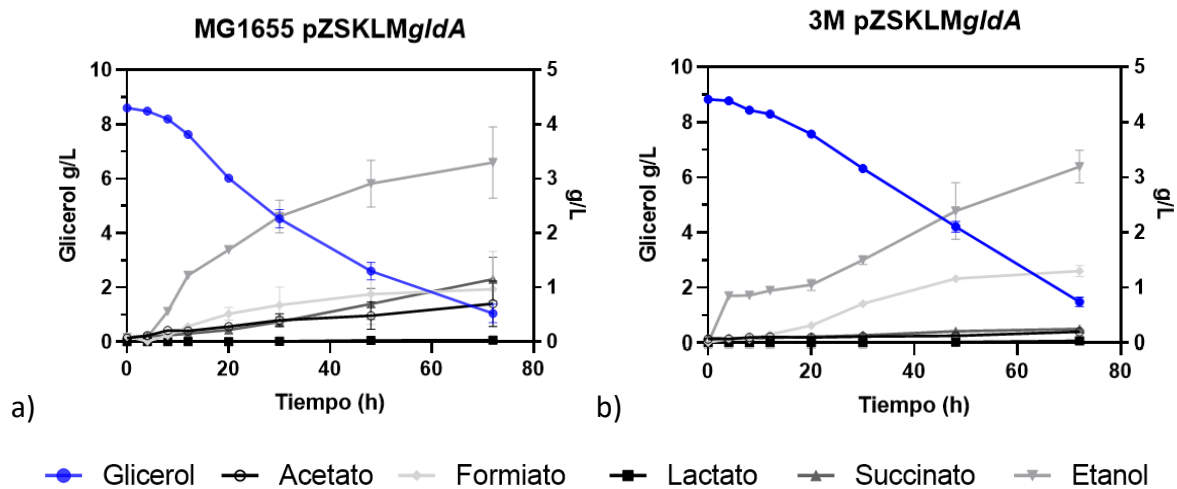 MG1655 pZSKLMgldA
10
8
6
4
2
0
Glicerol g/L
5
4
3
2
1
0
g/L
0 20 40 60 80
Tiempo (h)
a)
3M pZSKLMgldA
10
8
6
4
2
0
Glicerol g/L
5
4
3
2
1
0
g/L
0 20 40 60 80
Tiempo (h)
b)
Glicerol Acetato Formiato Lactato Succinato Etanol